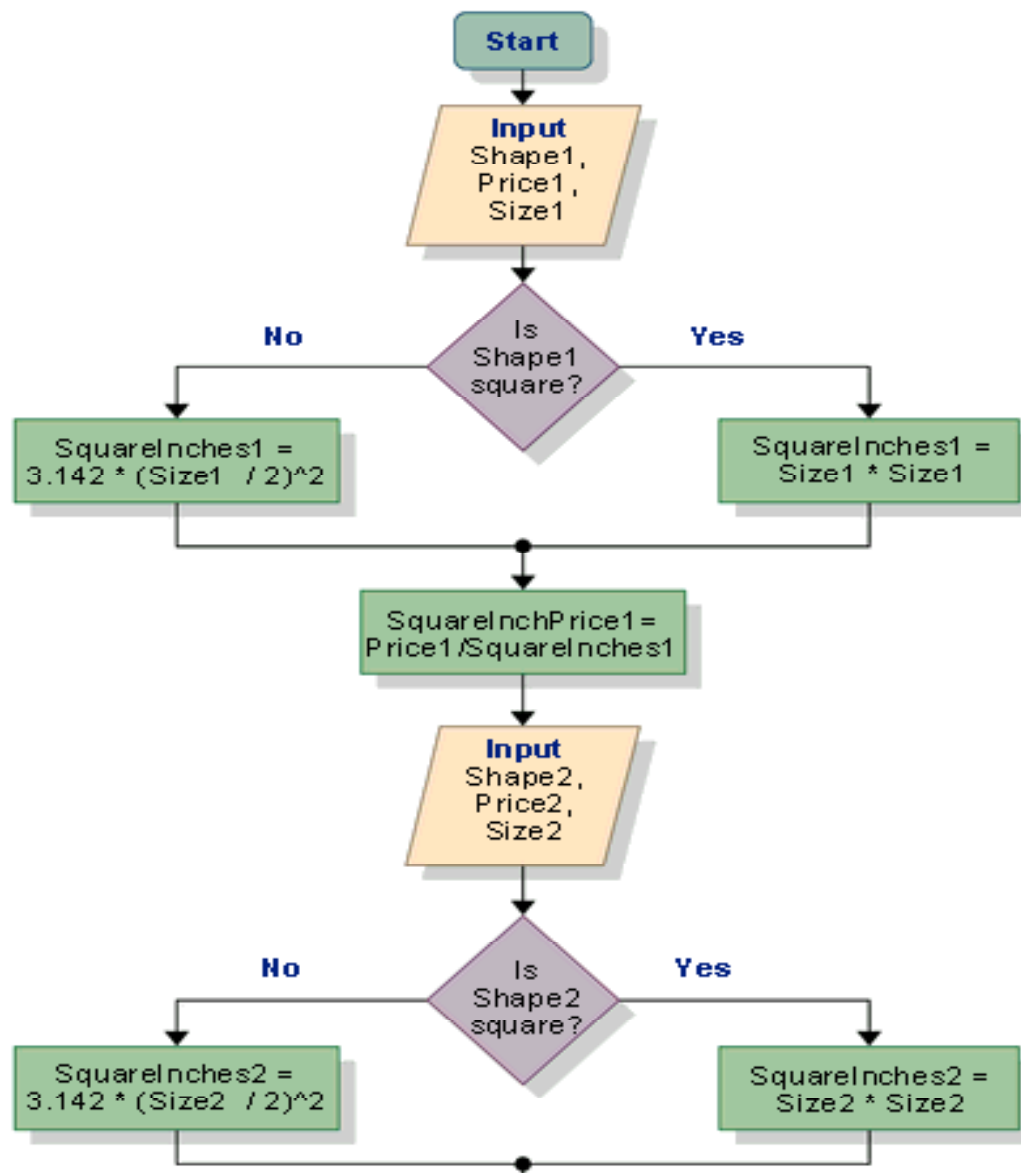 Start
Input
Shape1,
Price1,
Size1
No
Is
Shape1
square?
Yes
SquareInches1 =
3.142 * (Size1 / 2)^2
SquareInches1 =
Size1 * Size1
SquareInchPrice1=
Price1/SquareInches1
Input
Shape2,
Price2,
Size2
No
Is
Shape2
square?
Yes
SquareInches2 =
3.142 * (Size2 / 2)^2
SquareInches2 =
Size2 * Size2